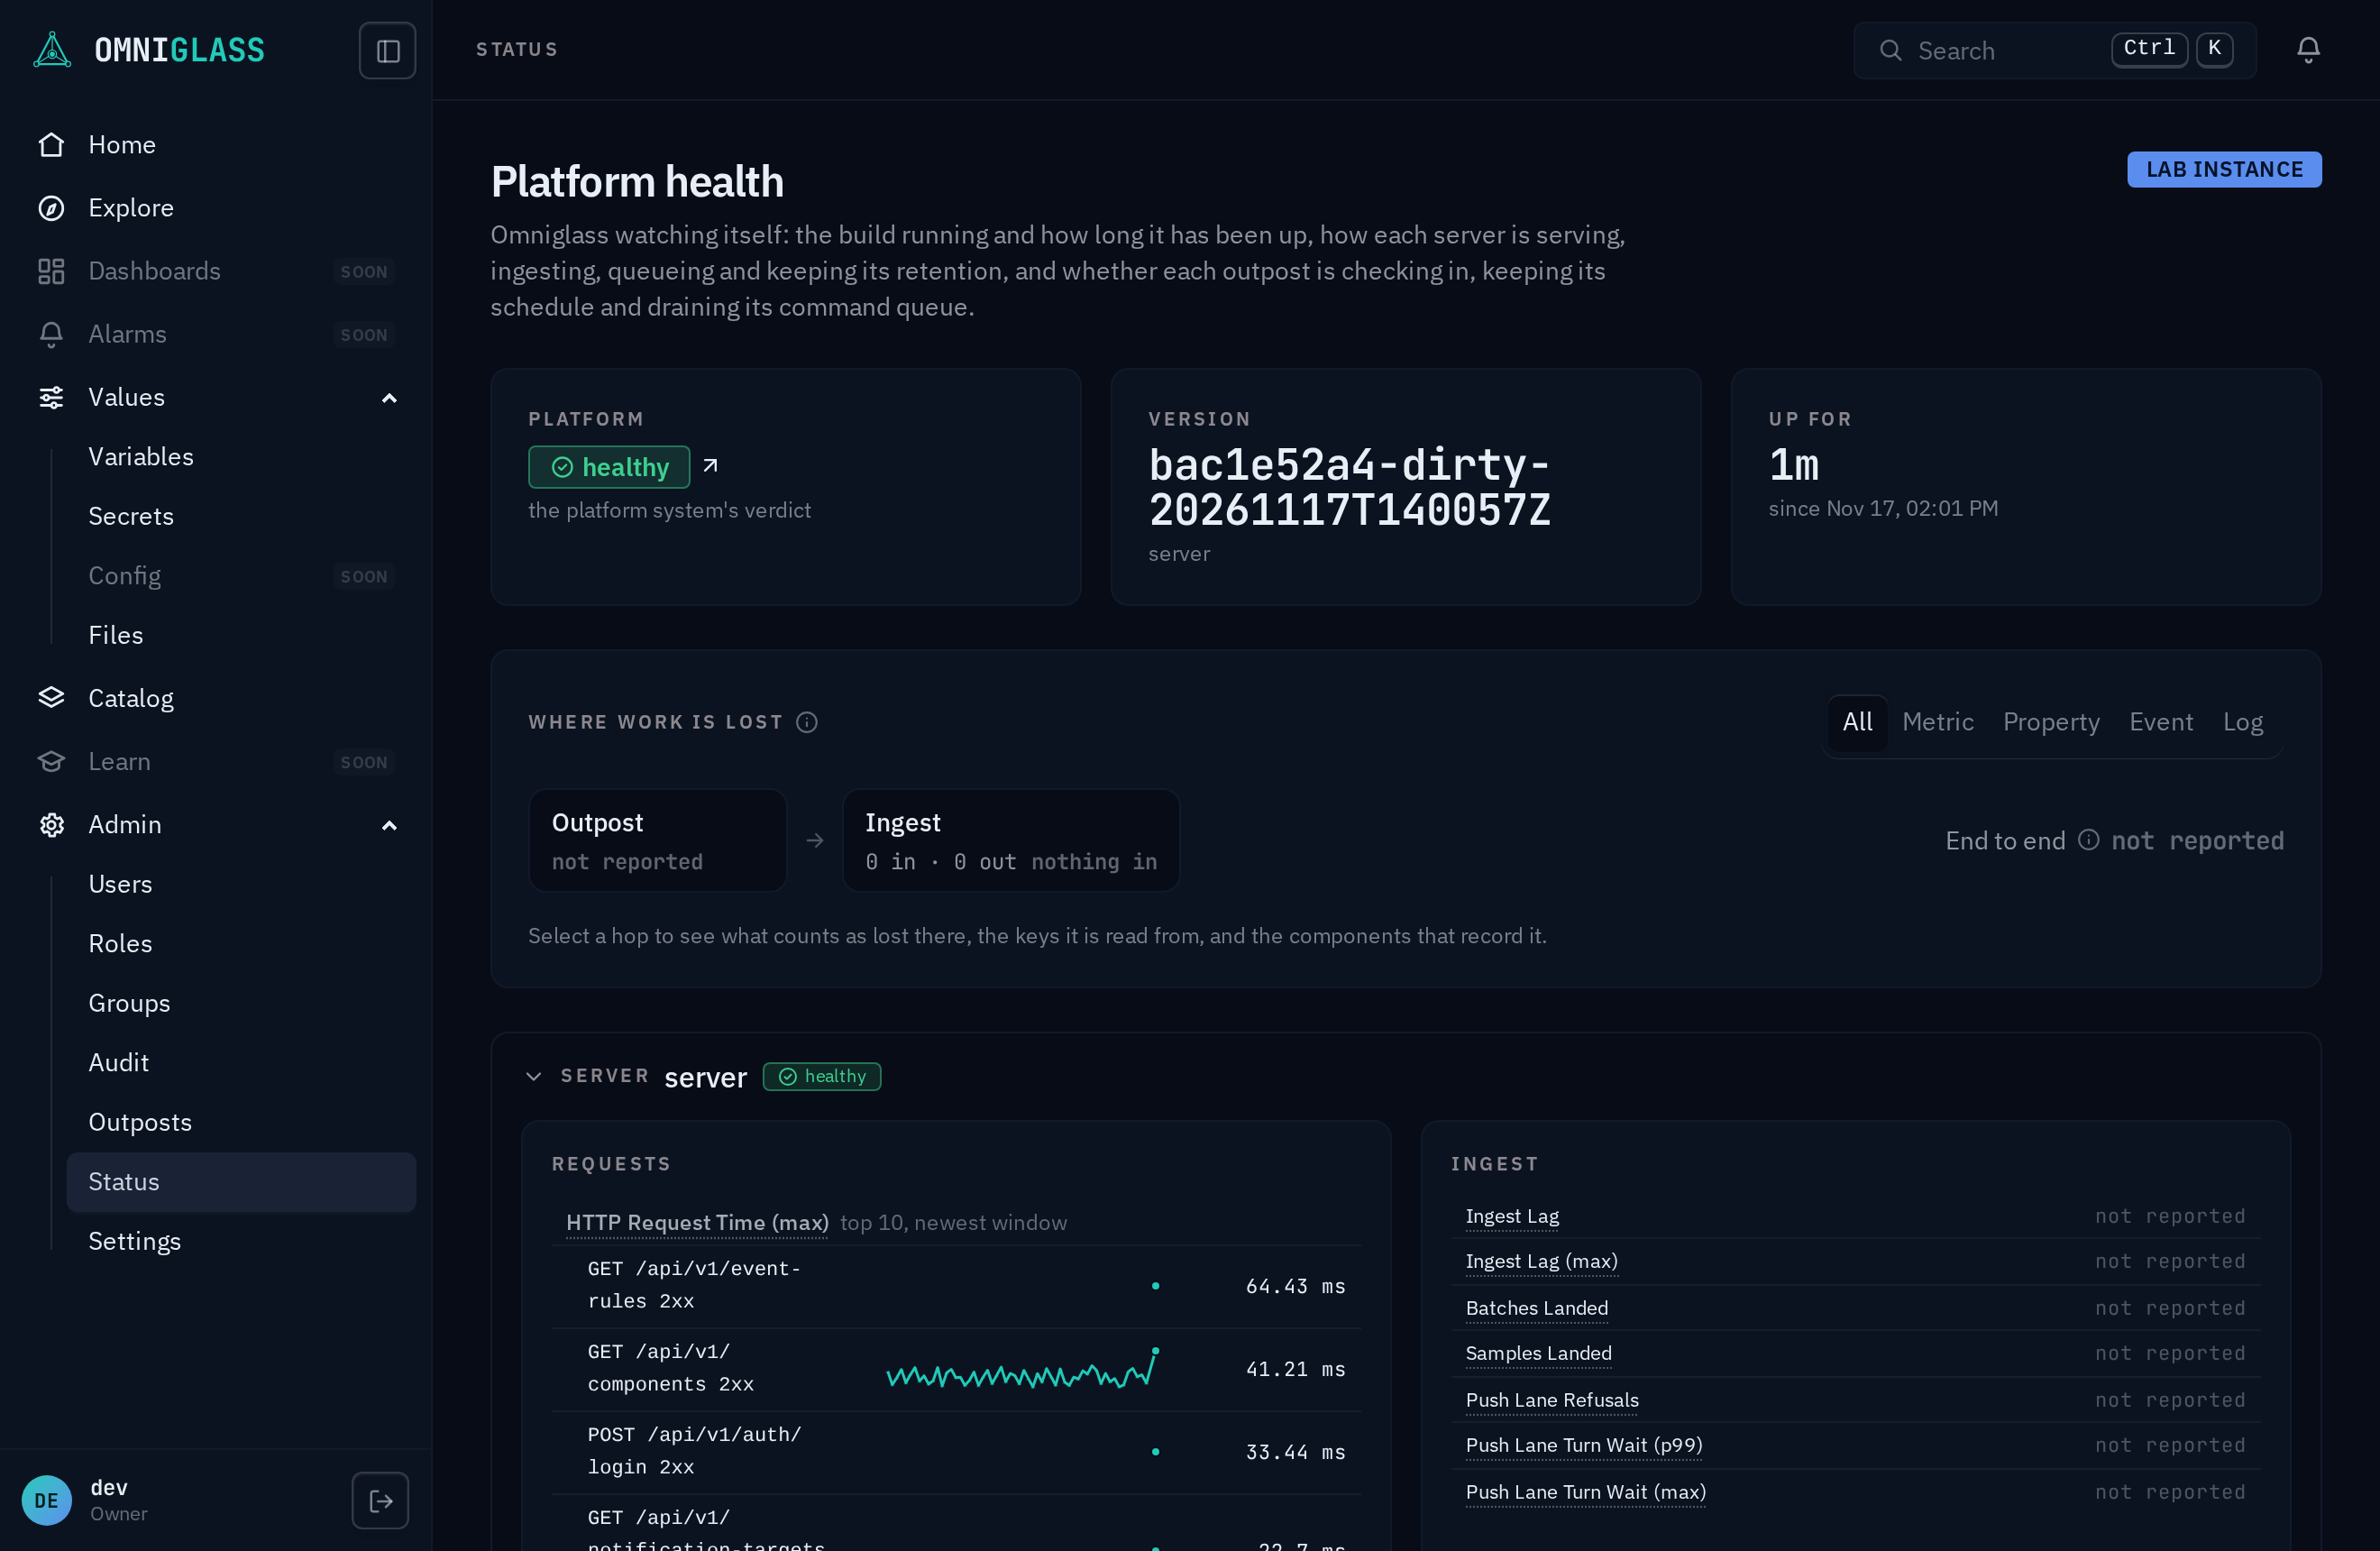 OMNIGLASS
Home
Explore
Dashboards SOON
Alarms SOON
Values
Variables
Secrets
Config SOON
Files
Catalog
Learn SOON
Admin
Users
Roles
Groups
Audit
Outposts
Status
Settings
DE
dev
Owner
STATUS
Search Ctrl K
Platform health
LAB INSTANCE
Omniglass watching itself: the build running and how long it has been up, how each server is serving,
ingesting, queueing and keeping its retention, and whether each outpost is checking in, keeping its
schedule and draining its command queue.
PLATFORM
healthy
the platform system's verdict
VERSION
bac1e52a4-dirty-
20261117T140057Z
server
UP FOR
1m
since Nov 17, 02:01 PM
WHERE WORK IS LOST
All Metric Property Event Log
Outpost
not reported
Ingest
0 in · 0 out nothing in
End to end not reported
Select a hop to see what counts as lost there, the keys it is read from, and the components that record it.
SERVER server healthy
REQUESTS
HTTP Request Time (max) top 10, newest window
GET /api/v1/event-
rules 2xx
64.43 ms
GET /api/v1/
components 2xx
41.21 ms
POST /api/v1/auth/
login 2xx
33.44 ms
GET /api/v1/
notification-targets
22.7 ms
INGEST
Ingest Lag not reported
Ingest Lag (max) not reported
Batches Landed not reported
Samples Landed not reported
Push Lane Refusals not reported
Push Lane Turn Wait (p99) not reported
Push Lane Turn Wait (max) not reported